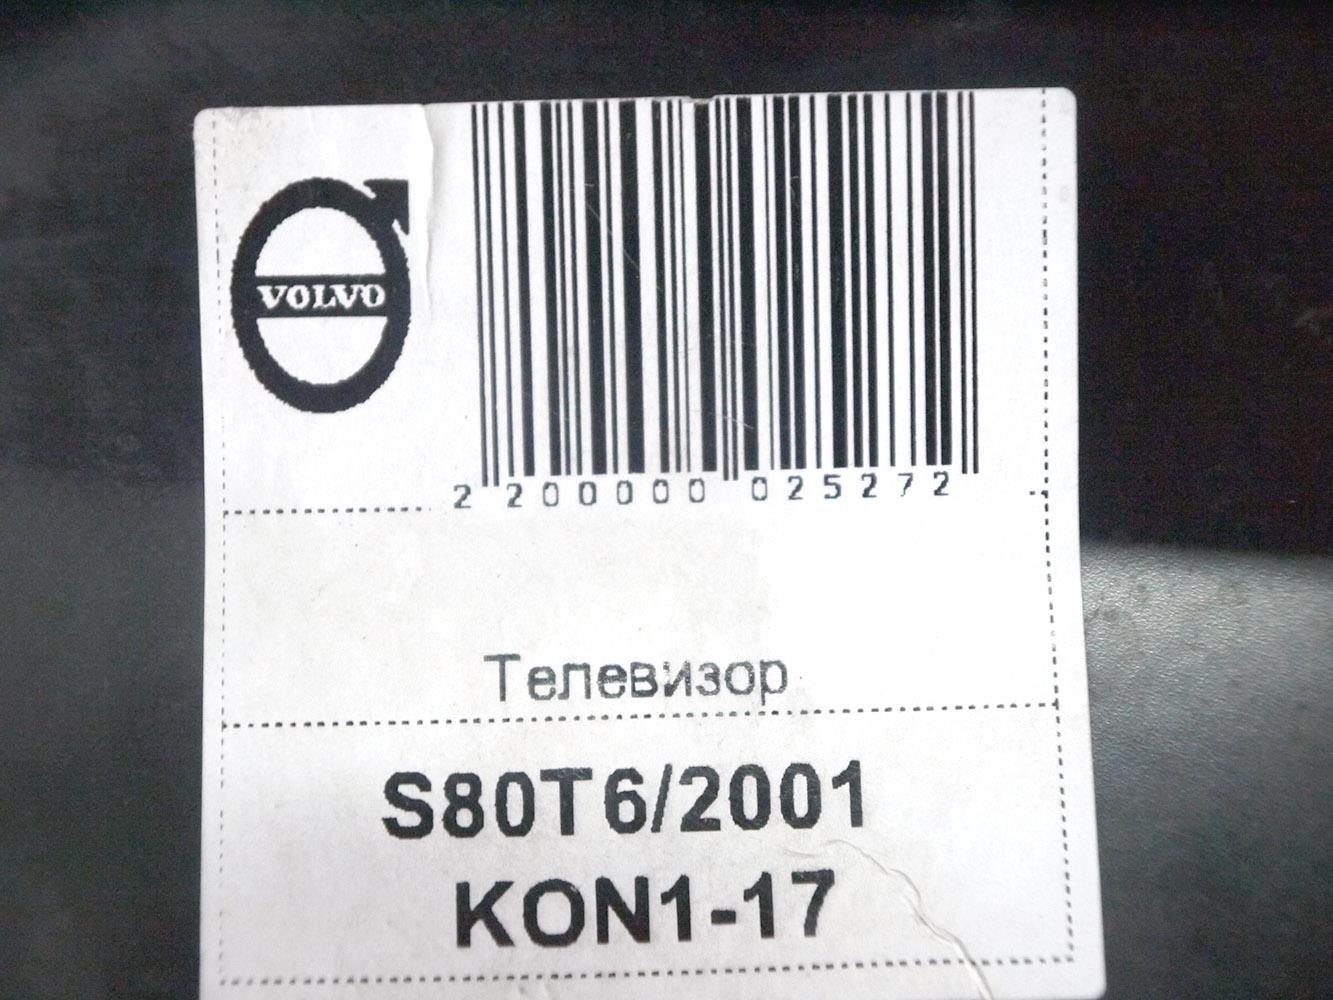 VOLVO
2 200000 025272
Телевизор
S80T6/2001
KON1-17